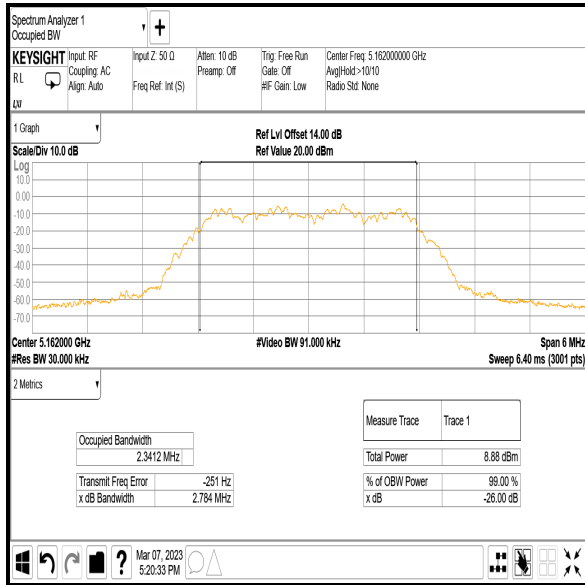 Spectrum Analyzer 1
Occupied BW
KEYSIGHT
RL
LXI
Input: RF
Coupling: AC
Align: Auto
Input Z: 50 Ω
Freq Ref: Int (S)
Atten: 10 dB
Preamp: Off
Trig: Free Run
Gate: Off
#IF Gain: Low
Center Freq: 5.162000000 GHz
Avg|Hold:>10/10
Radio Std: None
1 Graph
Scale/Div 10.0 dB
Ref Lvl Offset 14.00 dB
Ref Value 20.00 dBm
Log
10.0
0.00
-10.0
-20.0
-30.0
-40.0
-50.0
-60.0
-70.0
Center 5.162000 GHz
#Video BW 91.000 kHz
Span 6 MHz
#Res BW 30.000 kHz
Sweep 6.40 ms (3001 pts)
2 Metrics
Occupied Bandwidth
2.3412 MHz
Transmit Freq Error -251 Hz
x dB Bandwidth 2.784 MHz
Measure Trace Trace 1
Total Power 8.88 dBm
% of OBW Power 99.00 %
x dB -26.00 dB
?
Mar 07, 2023
5:20:33 PM